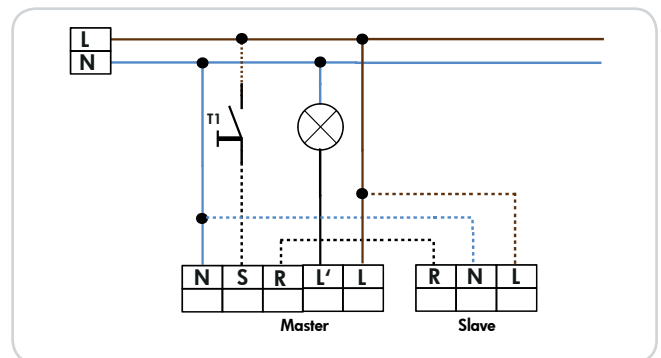 L
N
T1
N S R L‘ L
R N L
Master
Slave